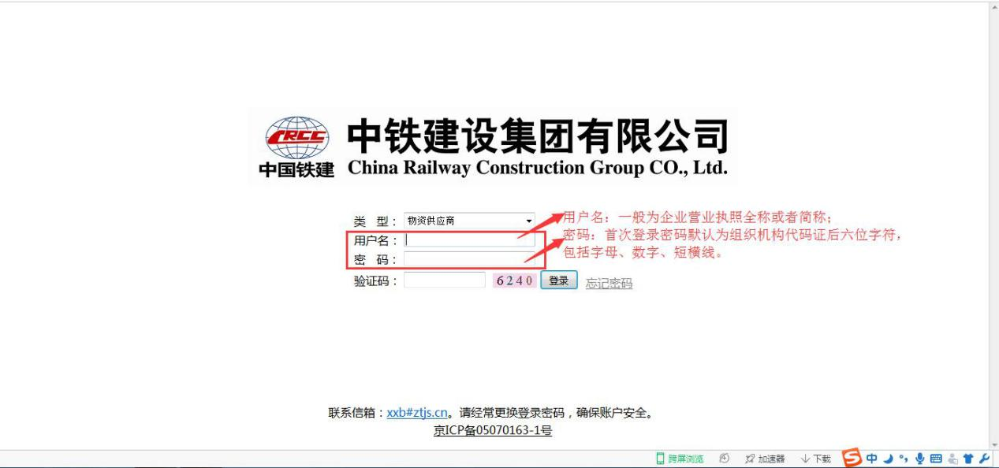 CRCC
中国铁建
中铁建设集团有限公司
China Railway Construction Group CO., Ltd.
类 型： 物资供应商
用户名：
密 码：
验证码： 6240 登录 忘记密码
用户名：一般为企业营业执照全称或者简称；
密码：首次登录密码默认为组织机构代码证后六位字符，
包括字母、数字、短横线。
联系信箱：xxb#ztjs.cn。请经常更换登录密码，确保账户安全。
京ICP备05070163-1号
跨屏浏览 加速器 下载 S 中